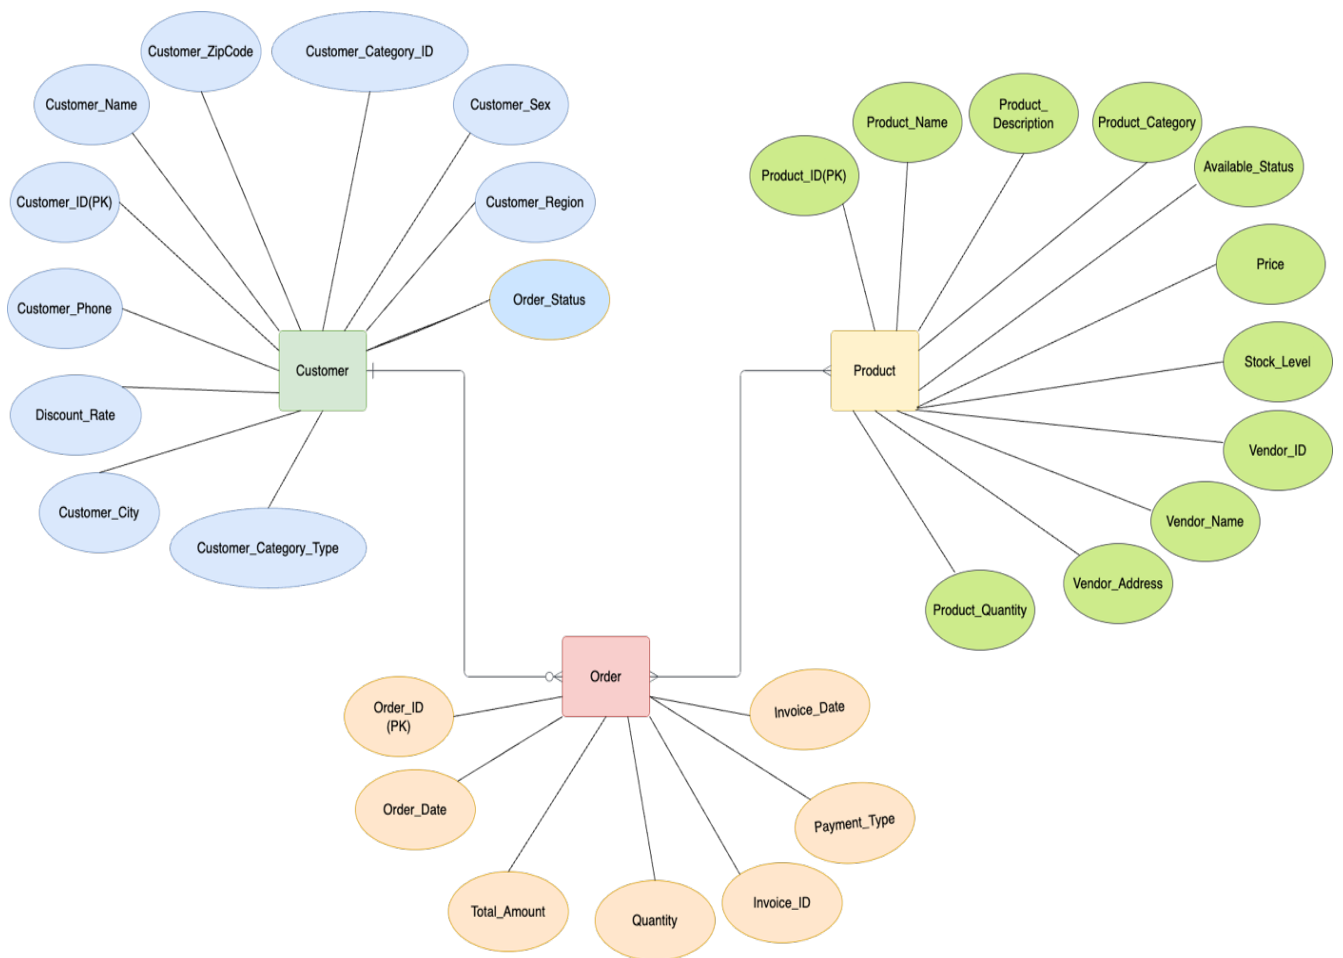 Customer_ZipCode
Customer_Category_ID
Customer_Name
Customer_Sex
Customer_ID(PK)
Customer_Region
Customer_Phone
Order_Status
Customer
Discount_Rate
Customer_City
Customer_Category_Type
Product_ID(PK)
Product_Name
Product_
Description
Product_Category
Available_Status
Price
Stock_Level
Product
Vendor_ID
Vendor_Name
Vendor_Address
Product_Quantity
Order
Order_ID
(PK)
Invoice_Date
Order_Date
Payment_Type
Total_Amount
Quantity
Invoice_ID